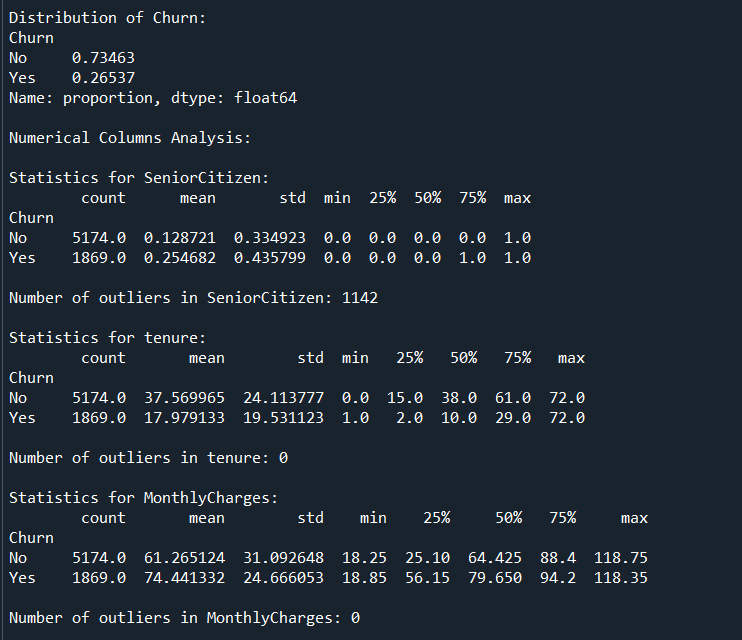 Distribution of Churn:
Churn
No     0.73463
Yes    0.26537
Name: proportion, dtype: float64
Numerical Columns Analysis:
Statistics for SeniorCitizen:
        count      mean       std  min  25%  50%  75%  max
Churn
No     5174.0  0.128721  0.334923  0.0  0.0  0.0  0.0  1.0
Yes    1869.0  0.254682  0.435799  0.0  0.0  0.0  1.0  1.0
Number of outliers in SeniorCitizen: 1142
Statistics for tenure:
        count       mean        std  min   25%   50%   75%   max
Churn
No     5174.0  37.569965  24.113777  0.0  15.0  38.0  61.0  72.0
Yes    1869.0  17.979133  19.531123  1.0   2.0  10.0  29.0  72.0
Number of outliers in tenure: 0
Statistics for MonthlyCharges:
        count       mean        std    min    25%     50%   75%     max
Churn
No     5174.0  61.265124  31.092648  18.25  25.10  64.425  88.4  118.75
Yes    1869.0  74.441332  24.666053  18.85  56.15  79.650  94.2  118.35
Number of outliers in MonthlyCharges: 0